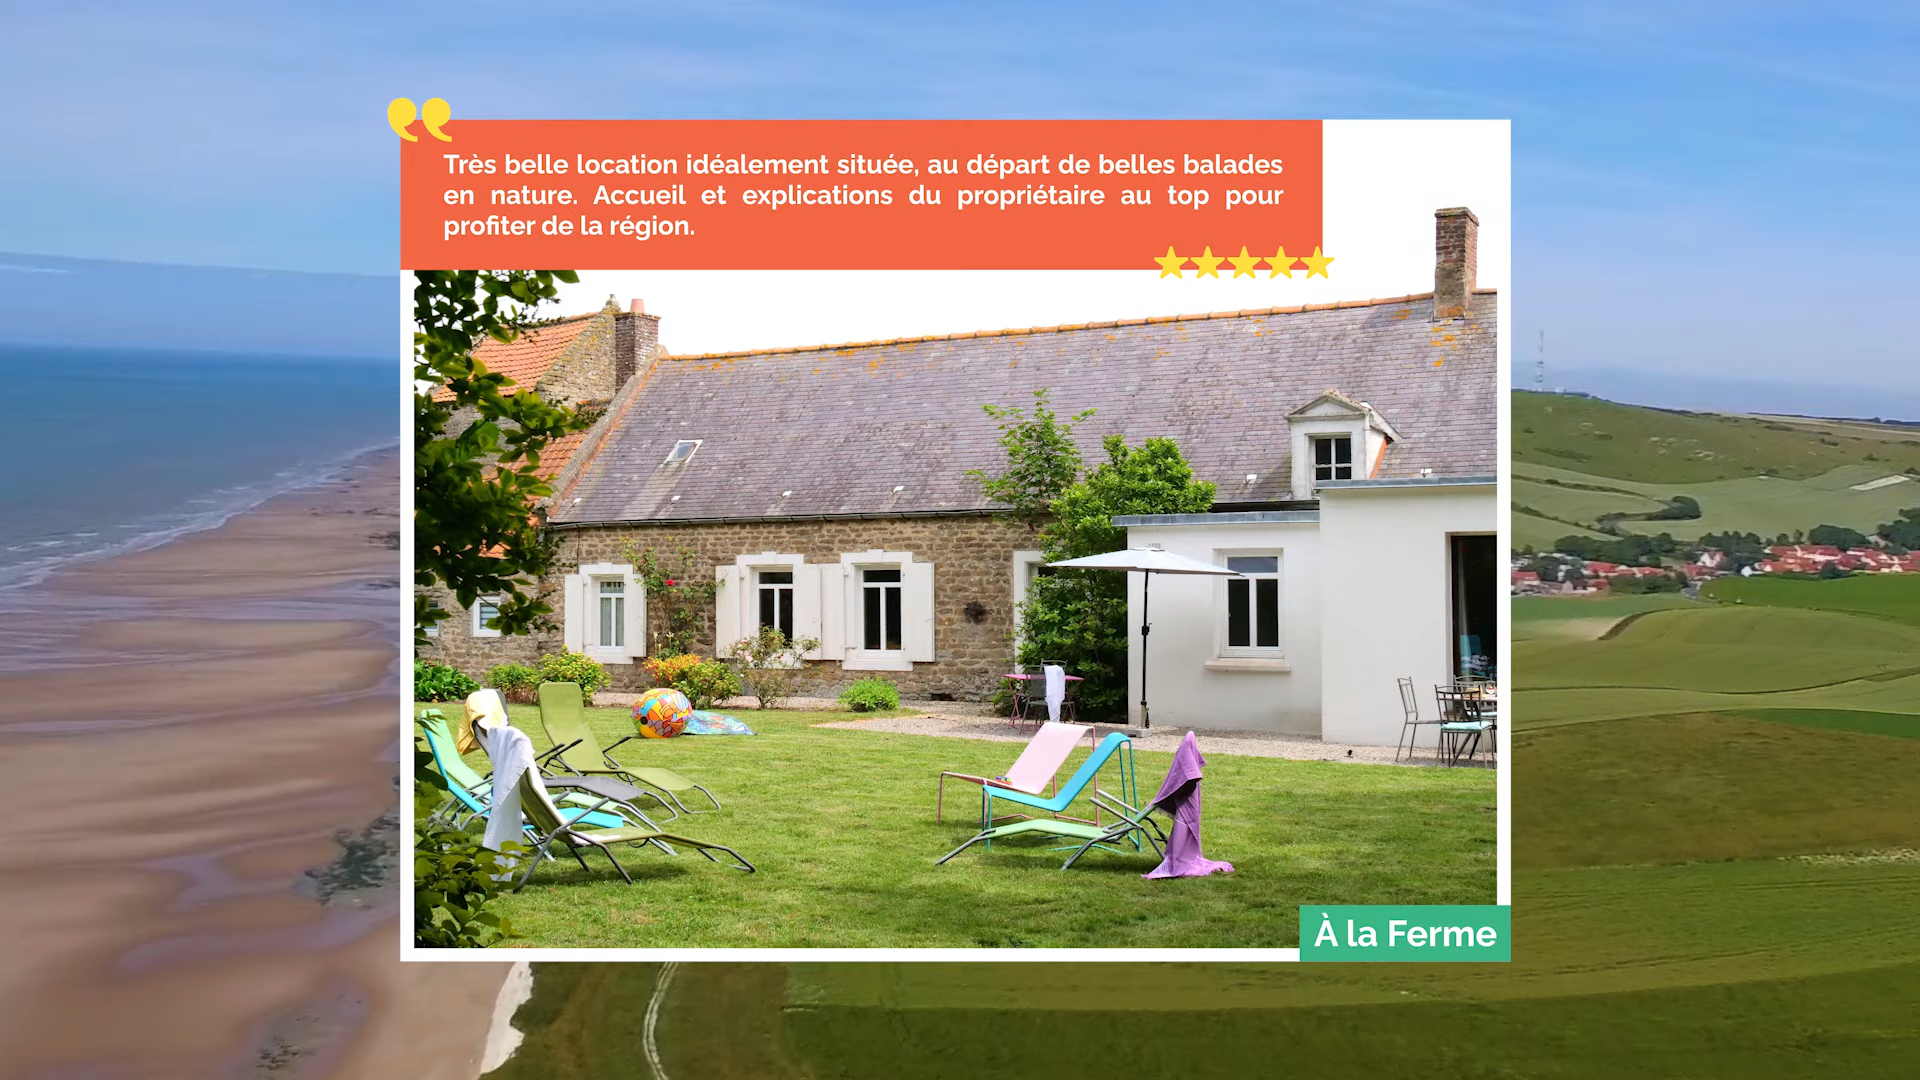 Très belle location idéalement située, au départ de belles balades
en nature. Accueil et explications du propriétaire au top pour
profiter de la région.
À la Ferme